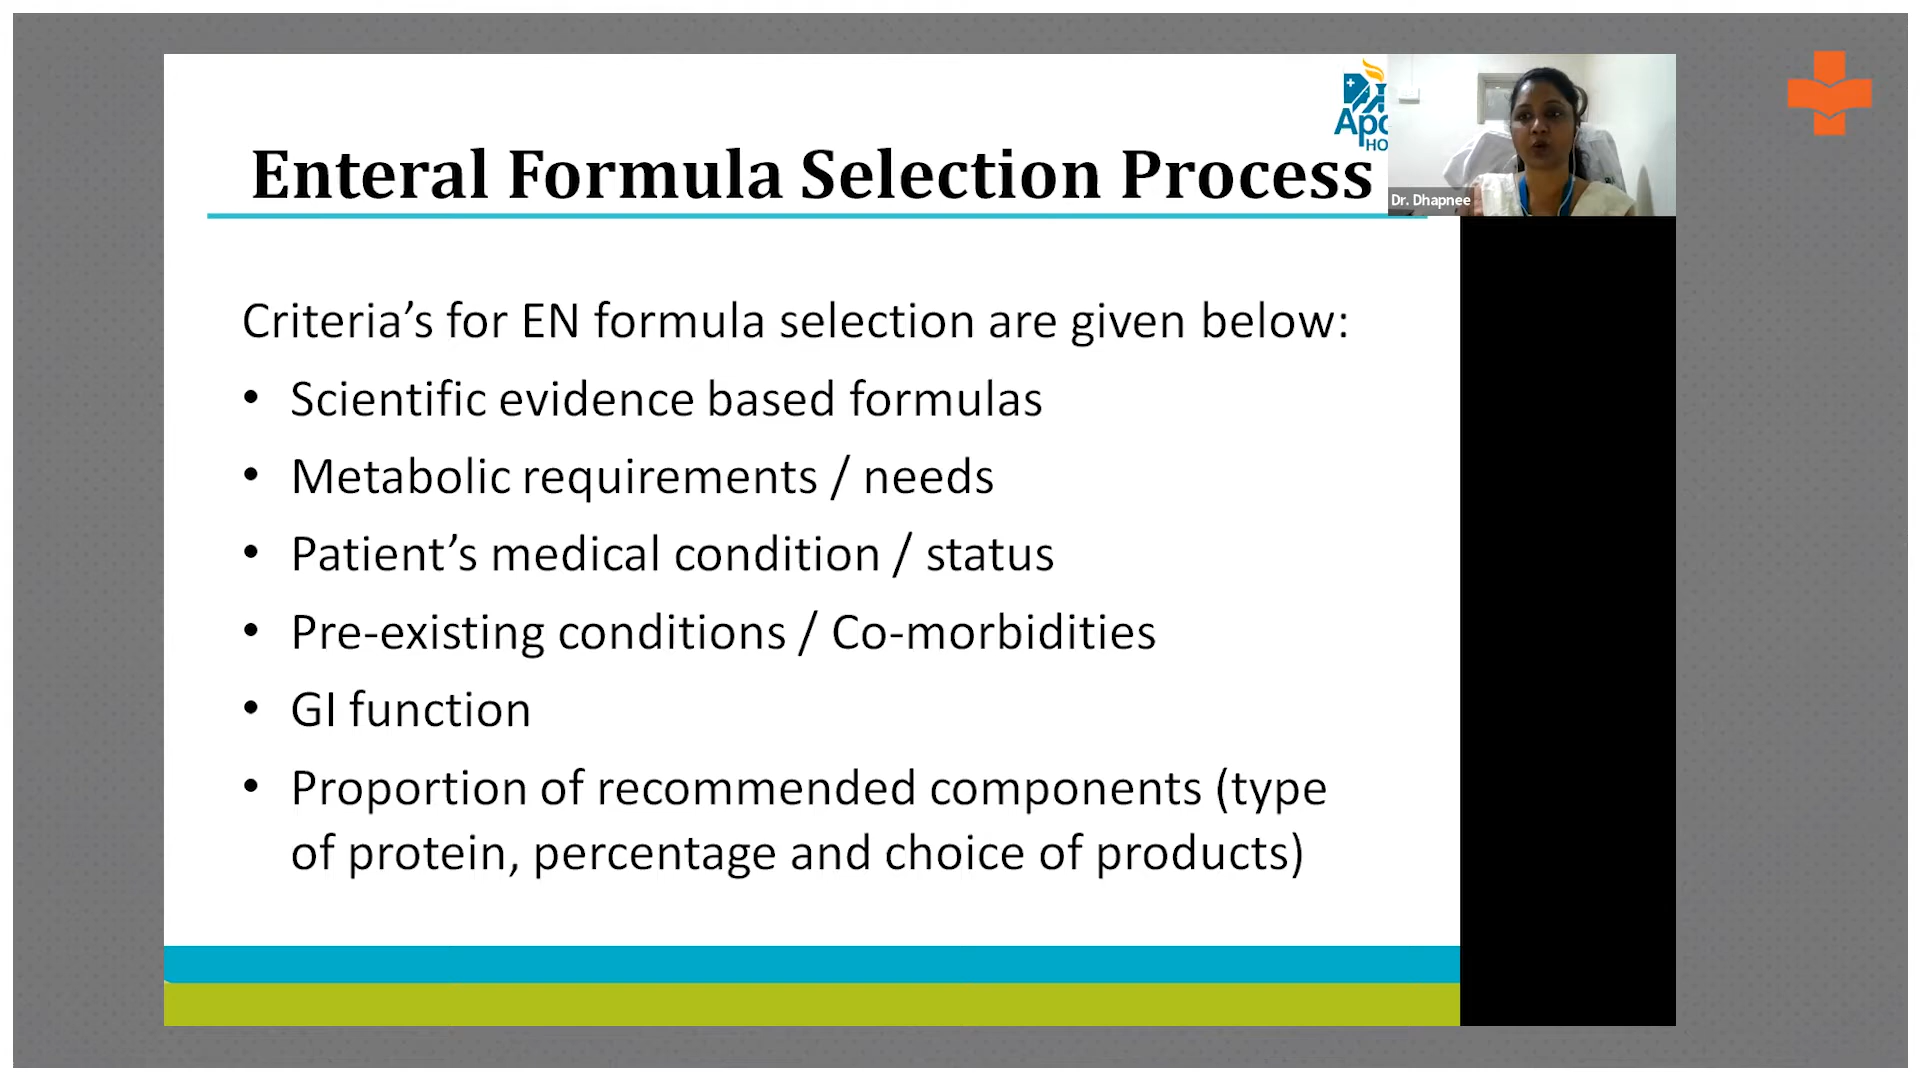 Enteral Formula Selection Process
Dr. Dhapnee
Criteria’s for EN formula selection are given below:
• Scientific evidence based formulas
• Metabolic requirements / needs
• Patient’s medical condition / status
• Pre-existing conditions / Co-morbidities
• GI function
• Proportion of recommended components (type
of protein, percentage and choice of products)